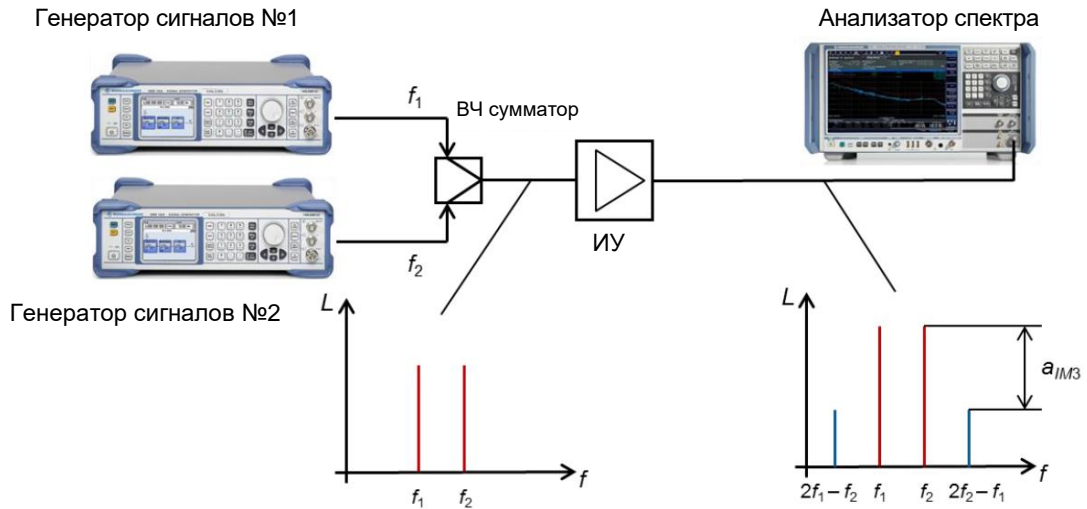 Генератор сигналов №1
Анализатор спектра
f1
ВЧ сумматор
ИУ
f2
Генератор сигналов №2
L
f
f1 f2
L
aIM3
f
2f1 – f2 f1 f2 2f2 – f1